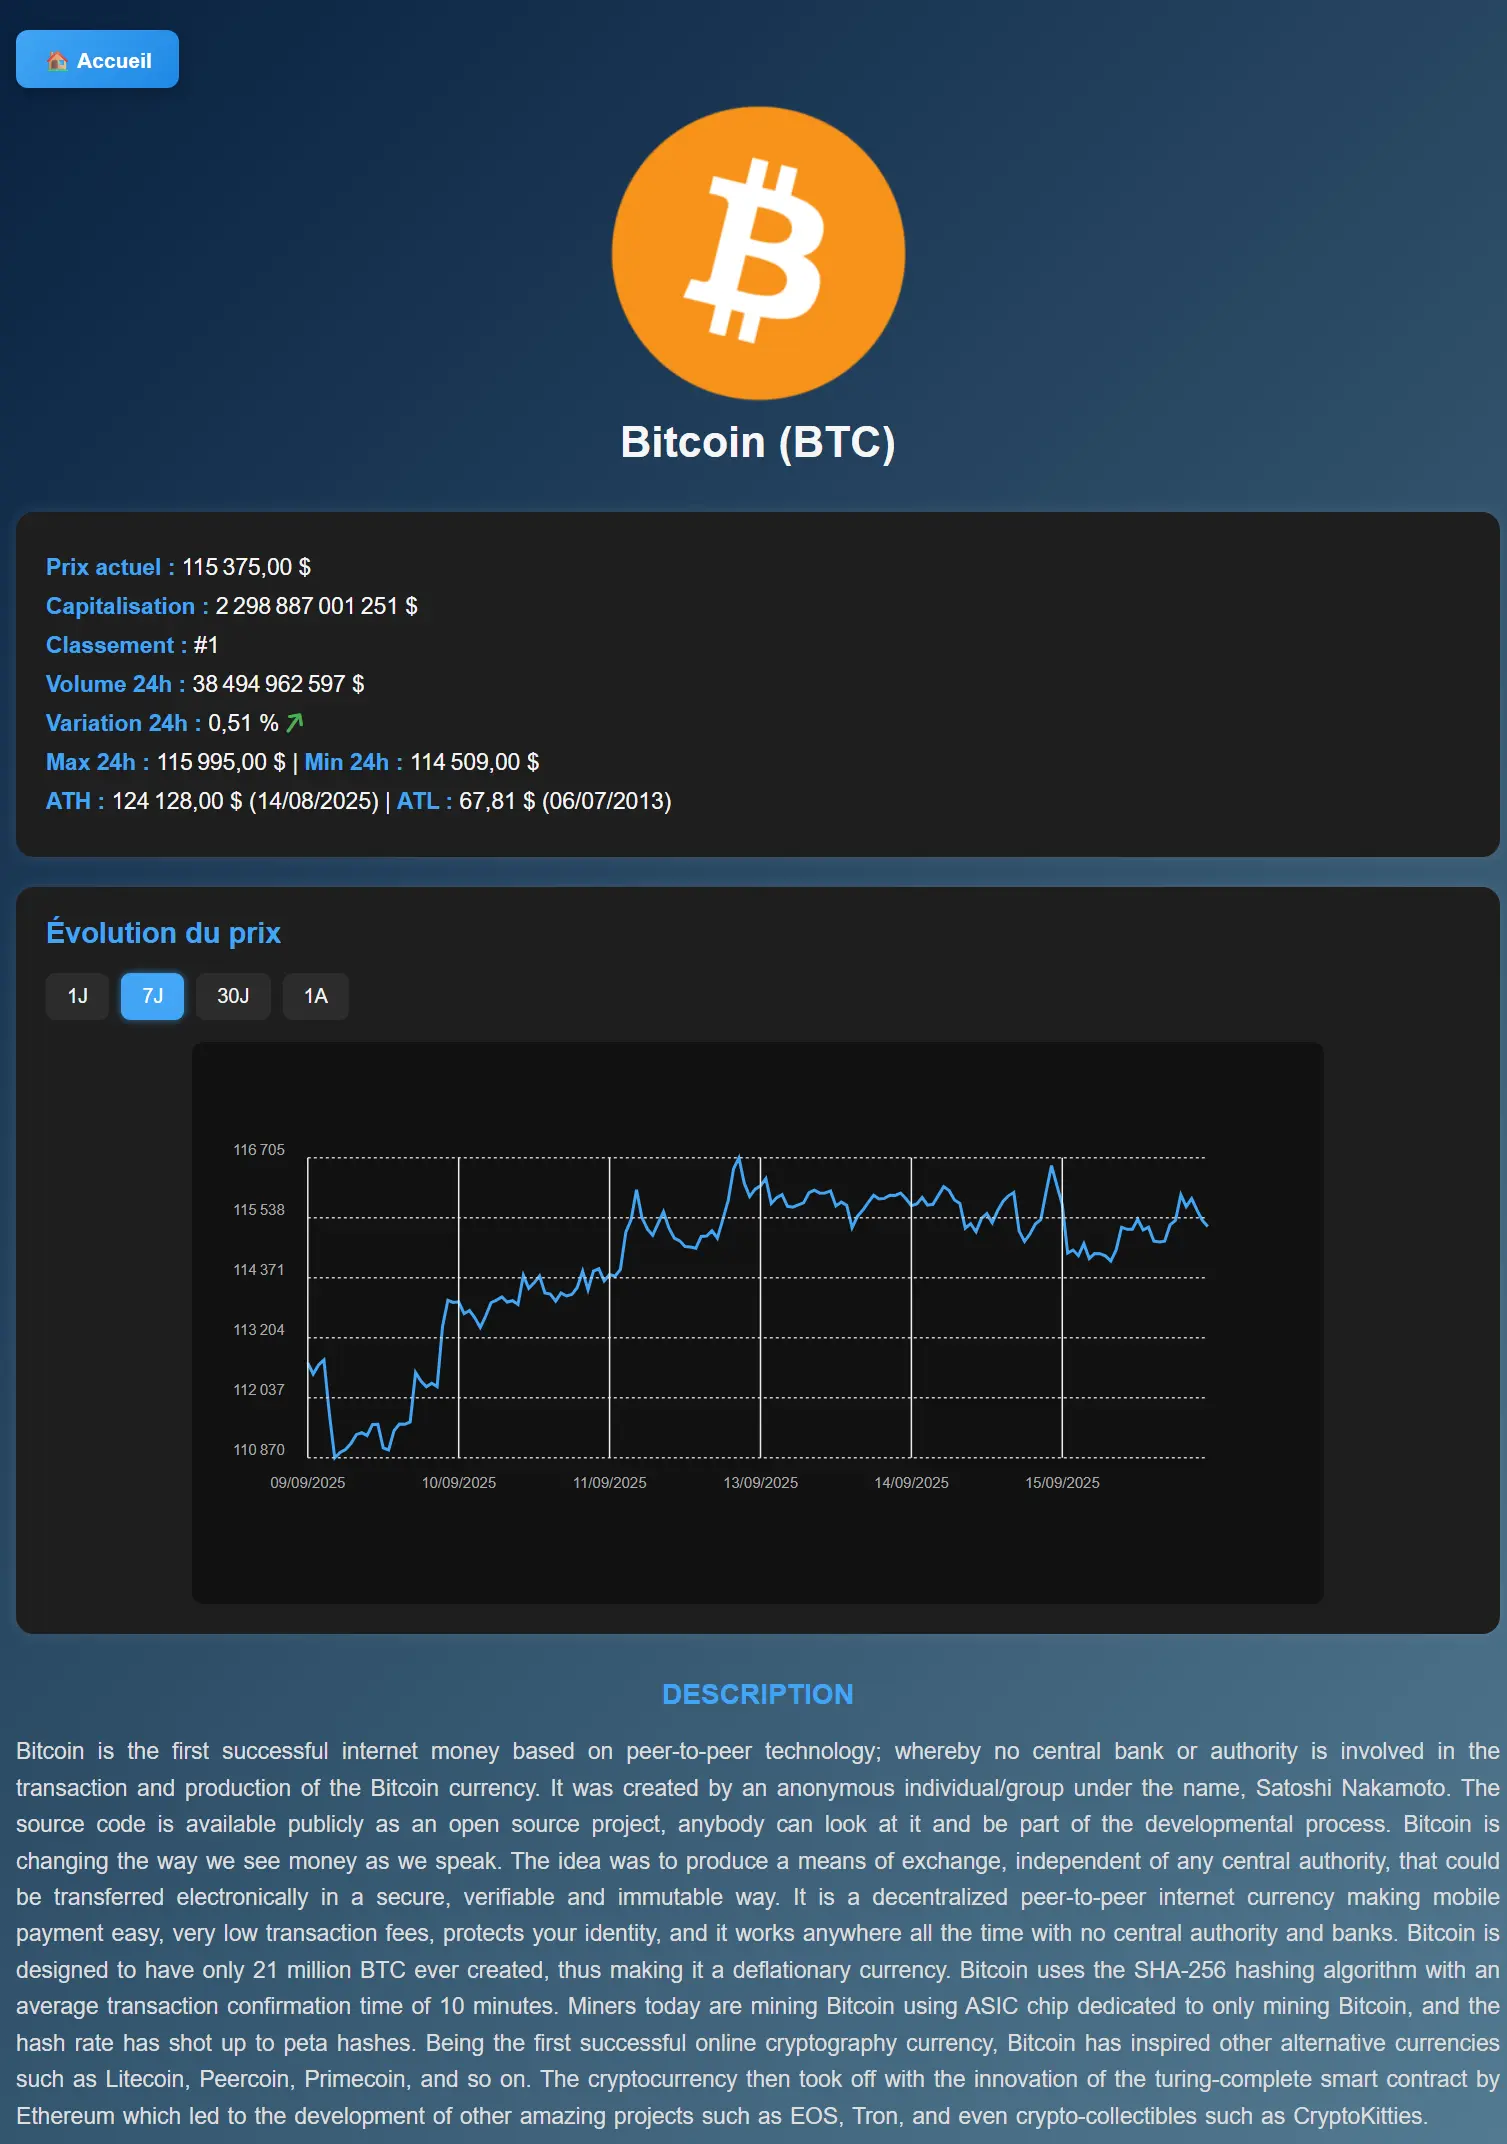 🏠 Accueil
Bitcoin (BTC)
Prix actuel : 115 375,00 $
Capitalisation : 2 298 887 001 251 $
Classement : #1
Volume 24h : 38 494 962 597 $
Variation 24h : 0,51 %
Max 24h : 115 995,00 $ | Min 24h : 114 509,00 $
ATH : 124 128,00 $ (14/08/2025) | ATL : 67,81 $ (06/07/2013)
Évolution du prix
1J 7J 30J 1A
116 705
115 538
114 371
113 204
112 037
110 870
09/09/2025 10/09/2025 11/09/2025 13/09/2025 14/09/2025 15/09/2025
DESCRIPTION
Bitcoin is the first successful internet money based on peer-to-peer technology; whereby no central bank or authority is involved in the
transaction and production of the Bitcoin currency. It was created by an anonymous individual/group under the name, Satoshi Nakamoto. The
source code is available publicly as an open source project, anybody can look at it and be part of the developmental process. Bitcoin is
changing the way we see money as we speak. The idea was to produce a means of exchange, independent of any central authority, that could
be transferred electronically in a secure, verifiable and immutable way. It is a decentralized peer-to-peer internet currency making mobile
payment easy, very low transaction fees, protects your identity, and it works anywhere all the time with no central authority and banks. Bitcoin is
designed to have only 21 million BTC ever created, thus making it a deflationary currency. Bitcoin uses the SHA-256 hashing algorithm with an
average transaction confirmation time of 10 minutes. Miners today are mining Bitcoin using ASIC chip dedicated to only mining Bitcoin, and the
hash rate has shot up to peta hashes. Being the first successful online cryptography currency, Bitcoin has inspired other alternative currencies
such as Litecoin, Peercoin, Primecoin, and so on. The cryptocurrency then took off with the innovation of the turing-complete smart contract by
Ethereum which led to the development of other amazing projects such as EOS, Tron, and even crypto-collectibles such as CryptoKitties.